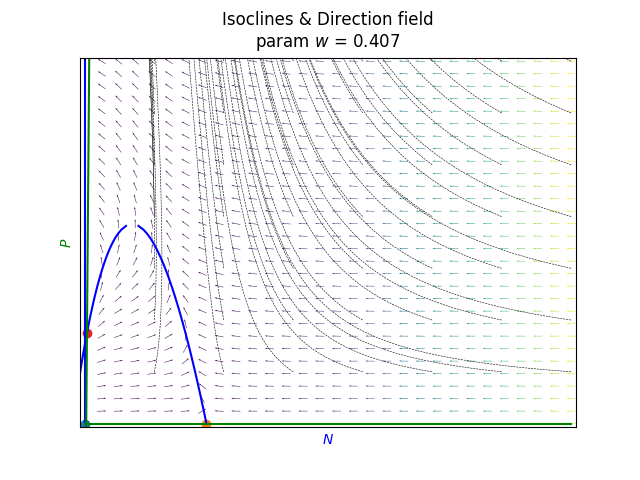 Isoclines & Direction field
param w = 0.407
P
N